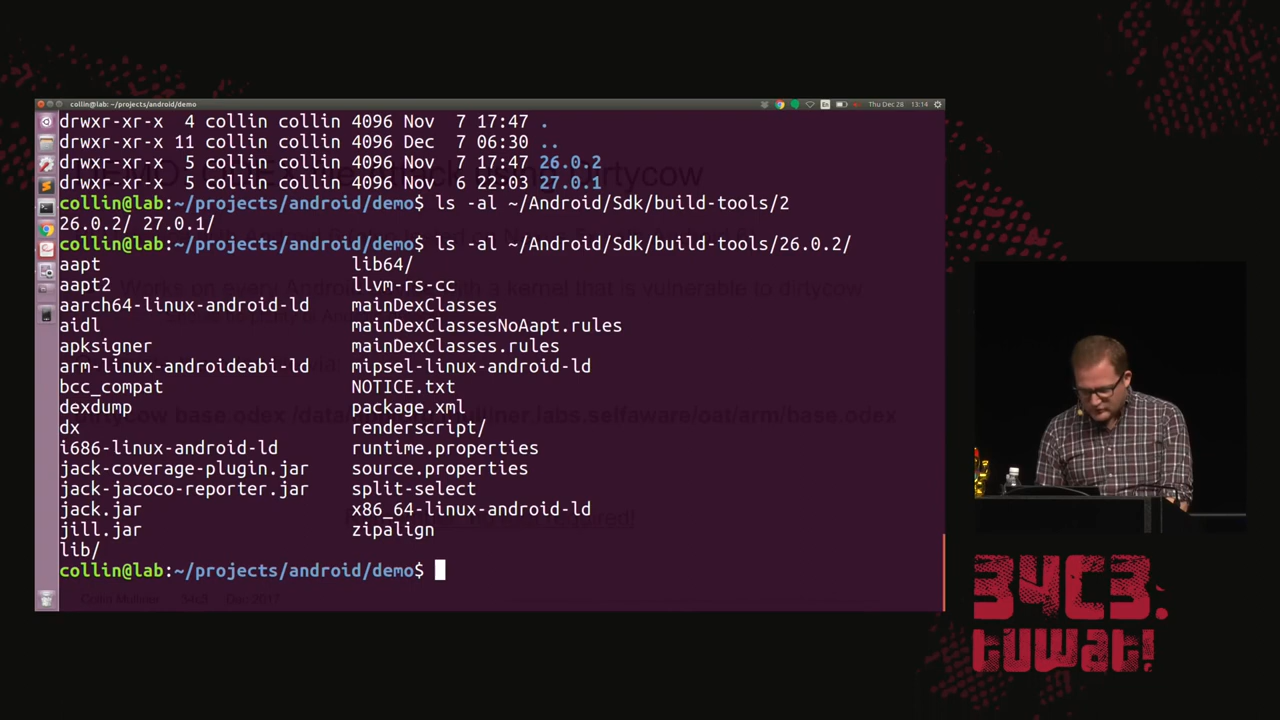 collin@lab: ~/projects/android/demo
En
Thu Dec 28 13:14
drwxr-xr-x 4 collin collin 4096 Nov 7 17:47 .
drwxr-xr-x 11 collin collin 4096 Dec 7 06:30 ..
drwxr-xr-x 5 collin collin 4096 Nov 7 17:47 26.0.2
drwxr-xr-x 5 collin collin 4096 Nov 6 22:03 27.0.1
collin@lab:~/projects/android/demo$ ls -al ~/Android/Sdk/build-tools/2
26.0.2/ 27.0.1/
collin@lab:~/projects/android/demo$ ls -al ~/Android/Sdk/build-tools/26.0.2/
aapt lib64/
aapt2 llvm-rs-cc
aarch64-linux-android-ld mainDexClasses
aidl mainDexClassesNoAapt.rules
apksigner mainDexClasses.rules
arm-linux-androideabi-ld mipsel-linux-android-ld
bcc_compat NOTICE.txt
dexdump package.xml
dx renderscript/
i686-linux-android-ld runtime.properties
jack-coverage-plugin.jar source.properties
jack-jacoco-reporter.jar split-select
jack.jar x86_64-linux-android-ld
jill.jar zipalign
lib/
collin@lab:~/projects/android/demo$
34C3.
tuwat!